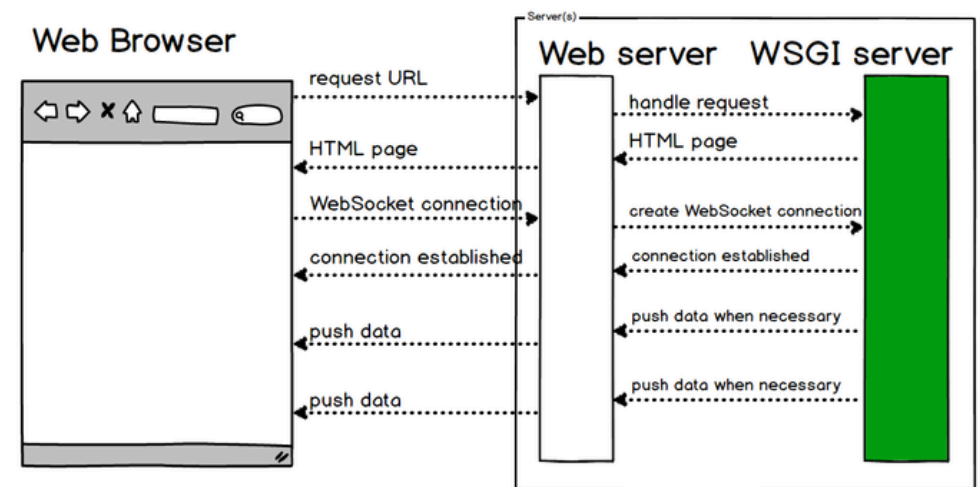 Server(s)
Web Browser
Web server
WSGI server
request URL
handle request
HTML page
HTML page
WebSocket connection
create WebSocket connection
connection established
connection established
push data
push data when necessary
push data
push data when necessary